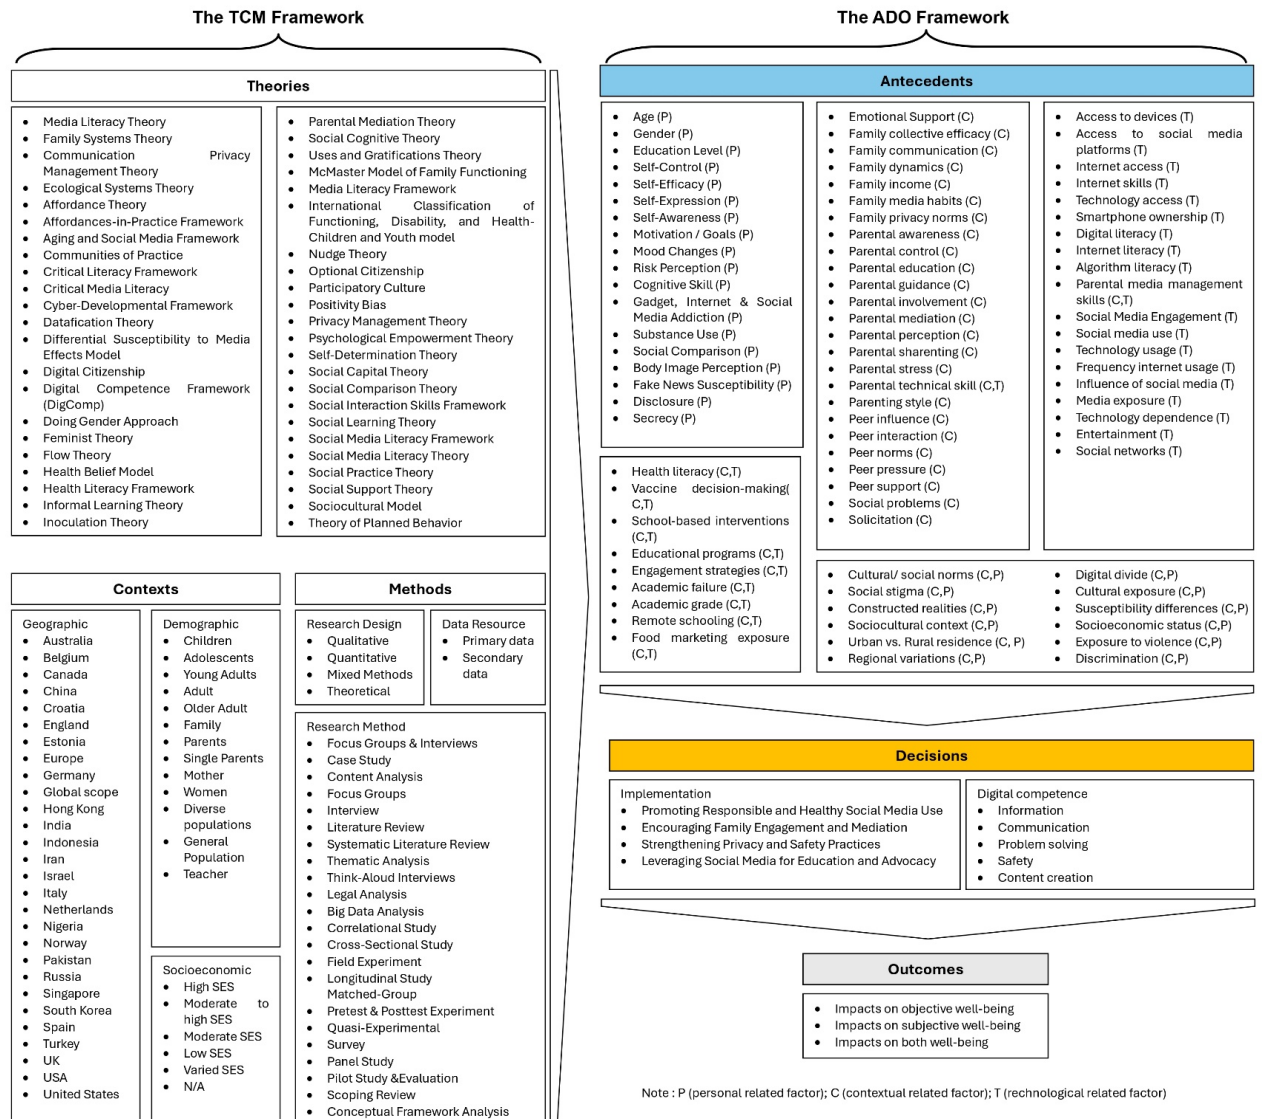 The TCM Framework
Theories
Media Literacy Theory
Family Systems Theory
Communication Privacy
Management Theory
Ecological Systems Theory
Affordance Theory
Affordances-in-Practice Framework
Aging and Social Media Framework
Communities of Practice
Critical Literacy Framework
Critical Media Literacy
Cyber-Developmental Framework
Datafication Theory
Differential Susceptibility to Media
Effects Model
Digital Citizenship
Digital Competence Framework
(DigComp)
Doing Gender Approach
Feminist Theory
Flow Theory
Health Belief Model
Health Literacy Framework
Informal Learning Theory
Inoculation Theory
Parental Mediation Theory
Social Cognitive Theory
Uses and Gratifications Theory
McMaster Model of Family Functioning
Media Literacy Framework
International Classification of
Functioning, Disability, and Health-
Children and Youth model
Nudge Theory
Optional Citizenship
Participatory Culture
Positivity Bias
Privacy Management Theory
Psychological Empowerment Theory
Self-Determination Theory
Social Capital Theory
Social Comparison Theory
Social Interaction Skills Framework
Social Learning Theory
Social Media Literacy Framework
Social Media Literacy Theory
Social Practice Theory
Social Support Theory
Sociocultural Model
Theory of Planned Behavior
Contexts
Geographic
Australia
Belgium
Canada
China
Croatia
England
Estonia
Europe
Germany
Global scope
Hong Kong
India
Indonesia
Iran
Israel
Italy
Netherlands
Nigeria
Norway
Pakistan
Russia
Singapore
South Korea
Spain
Turkey
UK
USA
United States
Demographic
Children
Adolescents
Young Adults
Adult
Older Adult
Family
Parents
Single Parents
Mother
Women
Diverse
populations
General
Population
Teacher
Socioeconomic
High SES
Moderate to
high SES
Moderate SES
Low SES
Varied SES
N/A
Methods
Research Design
Qualitative
Quantitative
Mixed Methods
Theoretical
Data Resource
Primary data
Secondary
data
Research Method
Focus Groups & Interviews
Case Study
Content Analysis
Focus Groups
Interview
Literature Review
Systematic Literature Review
Thematic Analysis
Think-Aloud Interviews
Legal Analysis
Big Data Analysis
Correlational Study
Cross-Sectional Study
Field Experiment
Longitudinal Study
Matched-Group
Pretest & Posttest Experiment
Quasi-Experimental
Survey
Panel Study
Pilot Study &Evaluation
Scoping Review
Conceptual Framework Analysis
The ADO Framework
Antecedents
Age (P)
Gender (P)
Education Level (P)
Self-Control (P)
Self-Efficacy (P)
Self-Expression (P)
Self-Awareness (P)
Motivation / Goals (P)
Mood Changes (P)
Risk Perception (P)
Cognitive Skill (P)
Gadget, Internet & Social
Media Addiction (P)
Substance Use (P)
Social Comparison (P)
Body Image Perception (P)
Fake News Susceptibility (P)
Disclosure (P)
Secrecy (P)
Health literacy (C,T)
Vaccine decision-making(
C,T)
School-based interventions
(C,T)
Educational programs (C,T)
Engagement strategies (C,T)
Academic failure (C,T)
Academic grade (C,T)
Remote schooling (C,T)
Food marketing exposure
(C,T)
Emotional Support (C)
Family collective efficacy (C)
Family communication (C)
Family dynamics (C)
Family income (C)
Family media habits (C)
Family privacy norms (C)
Parental awareness (C)
Parental control (C)
Parental education (C)
Parental guidance (C)
Parental involvement (C)
Parental mediation (C)
Parental perception (C)
Parental sharenting (C)
Parental stress (C)
Parental technical skill (C,T)
Parenting style (C)
Peer influence (C)
Peer interaction (C)
Peer norms (C)
Peer pressure (C)
Peer support (C)
Social problems (C)
Solicitation (C)
Access to devices (T)
Access to social media
platforms (T)
Internet access (T)
Internet skills (T)
Technology access (T)
Smartphone ownership (T)
Digital literacy (T)
Internet literacy (T)
Algorithm literacy (T)
Parental media management
skills (C,T)
Social Media Engagement (T)
Social media use (T)
Technology usage (T)
Frequency internet usage (T)
Influence of social media (T)
Media exposure (T)
Technology dependence (T)
Entertainment (T)
Social networks (T)
Cultural/ social norms (C,P)
Social stigma (C,P)
Constructed realities (C,P)
Sociocultural context (C,P)
Urban vs. Rural residence (C, P)
Regional variations (C,P)
Digital divide (C,P)
Cultural exposure (C,P)
Susceptibility differences (C,P)
Socioeconomic status (C,P)
Exposure to violence (C,P)
Discrimination (C,P)
Decisions
Implementation
Promoting Responsible and Healthy Social Media Use
Encouraging Family Engagement and Mediation
Strengthening Privacy and Safety Practices
Leveraging Social Media for Education and Advocacy
Digital competence
Information
Communication
Problem solving
Safety
Content creation
Outcomes
Impacts on objective well-being
Impacts on subjective well-being
Impacts on both well-being
Note : P (personal related factor); C (contextual related factor); T (rechnological related factor)